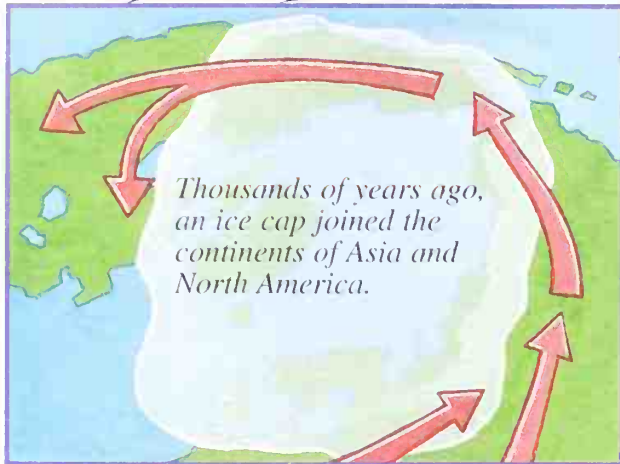 Thousands of years ago,
an ice cap joined the
continents of Asia and
North America.